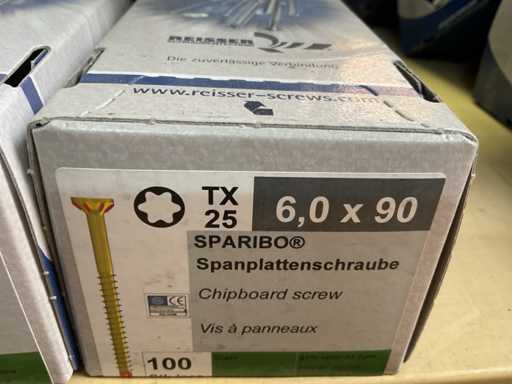 REISSER
Die zuverlässige Verbindung
www.reisser-screws.com
TX
25
6,0 x 90
SPARIBO®
Spanplattenschraube
Chipboard screw
Vis à panneaux
100